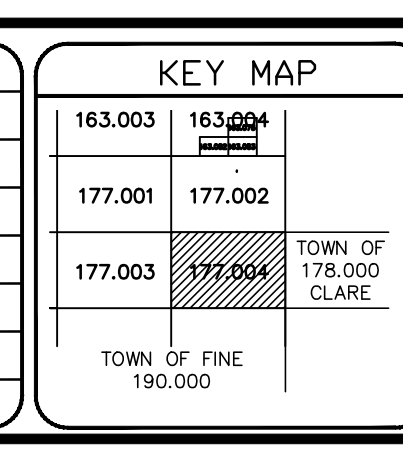 KEY MAP
163.003 163.004
177.001 177.002
177.003 177.004
TOWN OF
178.000
CLARE
TOWN OF FINE
190.000